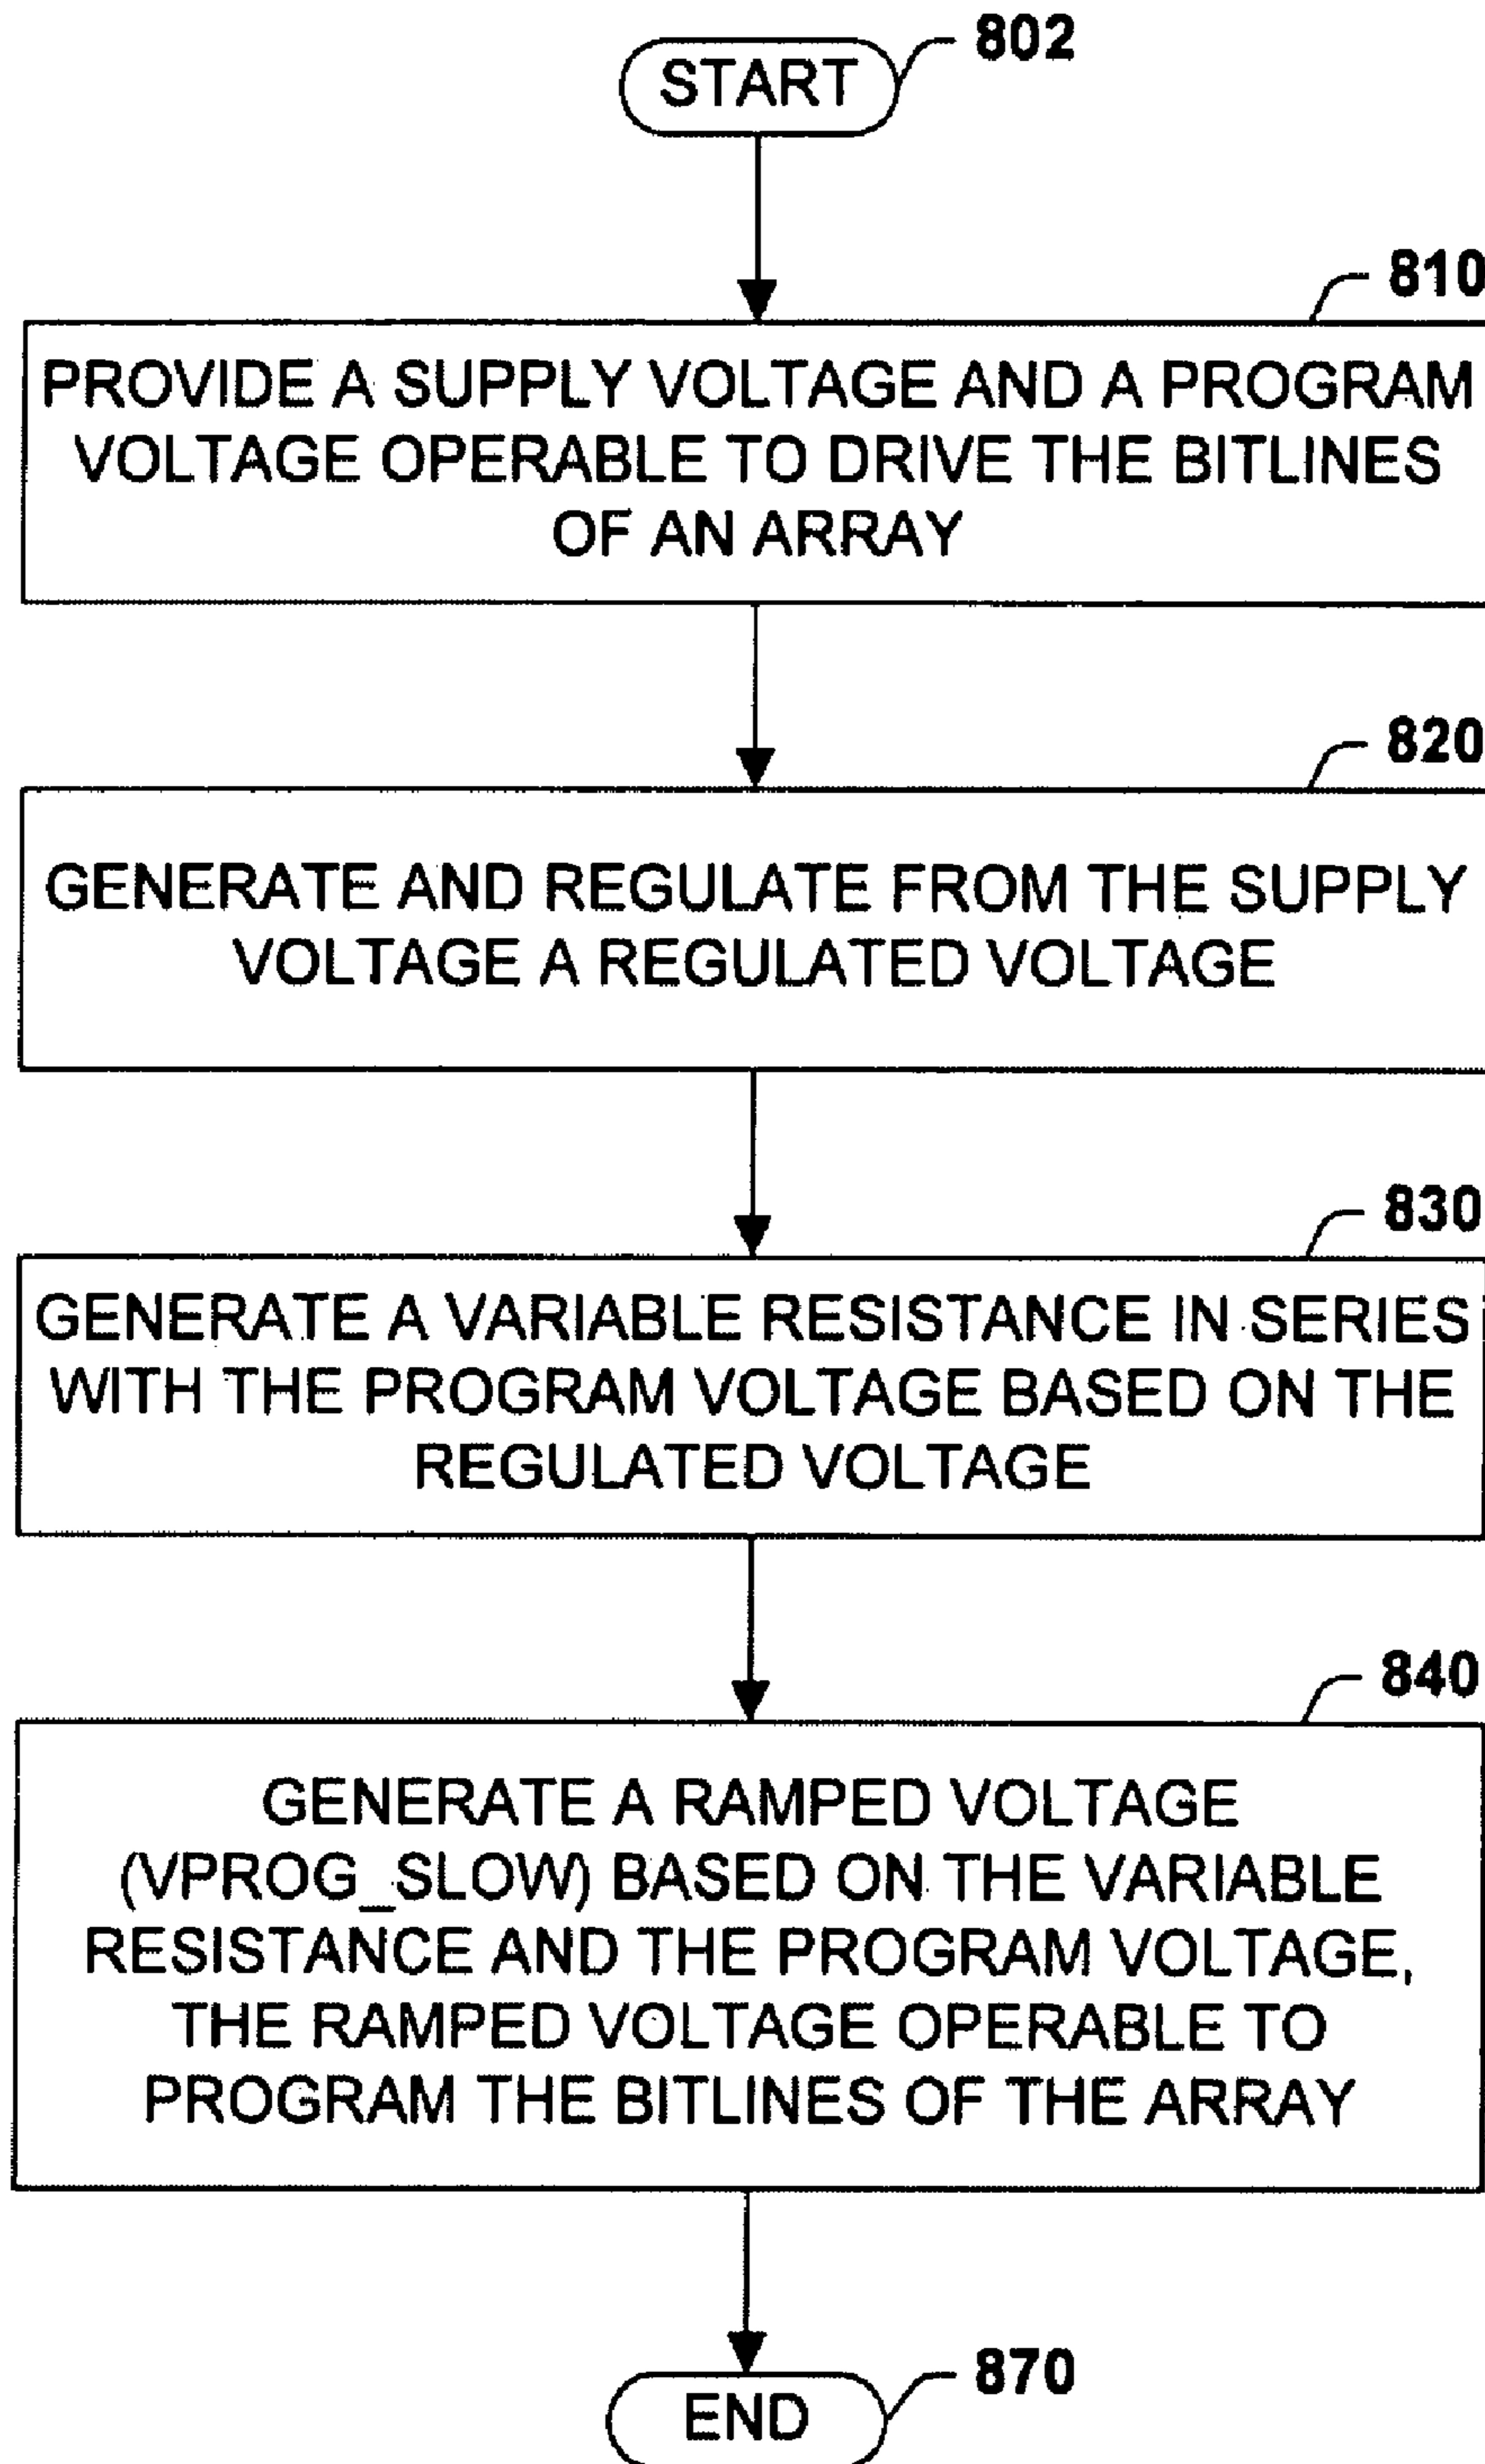 802
START
810
PROVIDE A SUPPLY VOLTAGE AND A PROGRAM
VOLTAGE OPERABLE TO DRIVE THE BITLINES
OF AN ARRAY
820
GENERATE AND REGULATE FROM THE SUPPLY
VOLTAGE A REGULATED VOLTAGE
830
GENERATE A VARIABLE RESISTANCE IN SERIES
WITH THE PROGRAM VOLTAGE BASED ON THE
REGULATED VOLTAGE
840
GENERATE A RAMPED VOLTAGE
(VPROG_SLOW) BASED ON THE VARIABLE
RESISTANCE AND THE PROGRAM VOLTAGE,
THE RAMPED VOLTAGE OPERABLE TO
PROGRAM THE BITLINES OF THE ARRAY
870
END